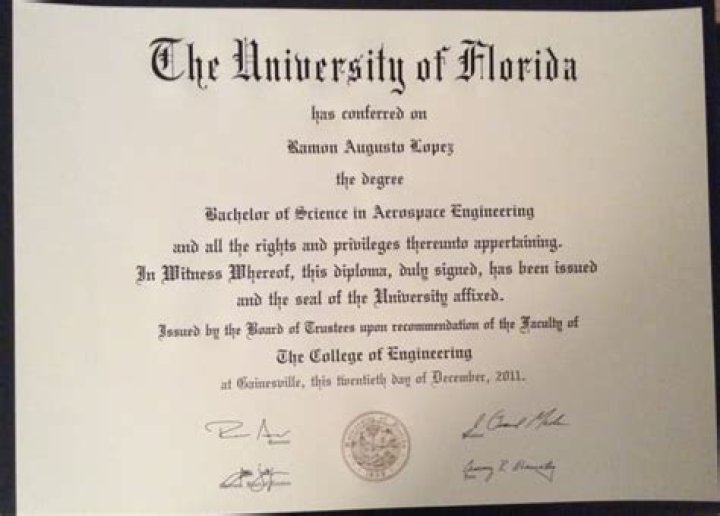 The University of Florida
has conferred on
Ramon Augusto Lopez
the degree
Bachelor of Science in Aerospace Engineering
and all the rights and privileges thereunto appertaining.
In Witness Whereof, this diploma, duly signed, has been issued
and the seal of the University affixed.
Issued by the Board of Trustees upon recommendation of the Faculty of
The College of Engineering
at Gainesville, this twentieth day of December, 2011.